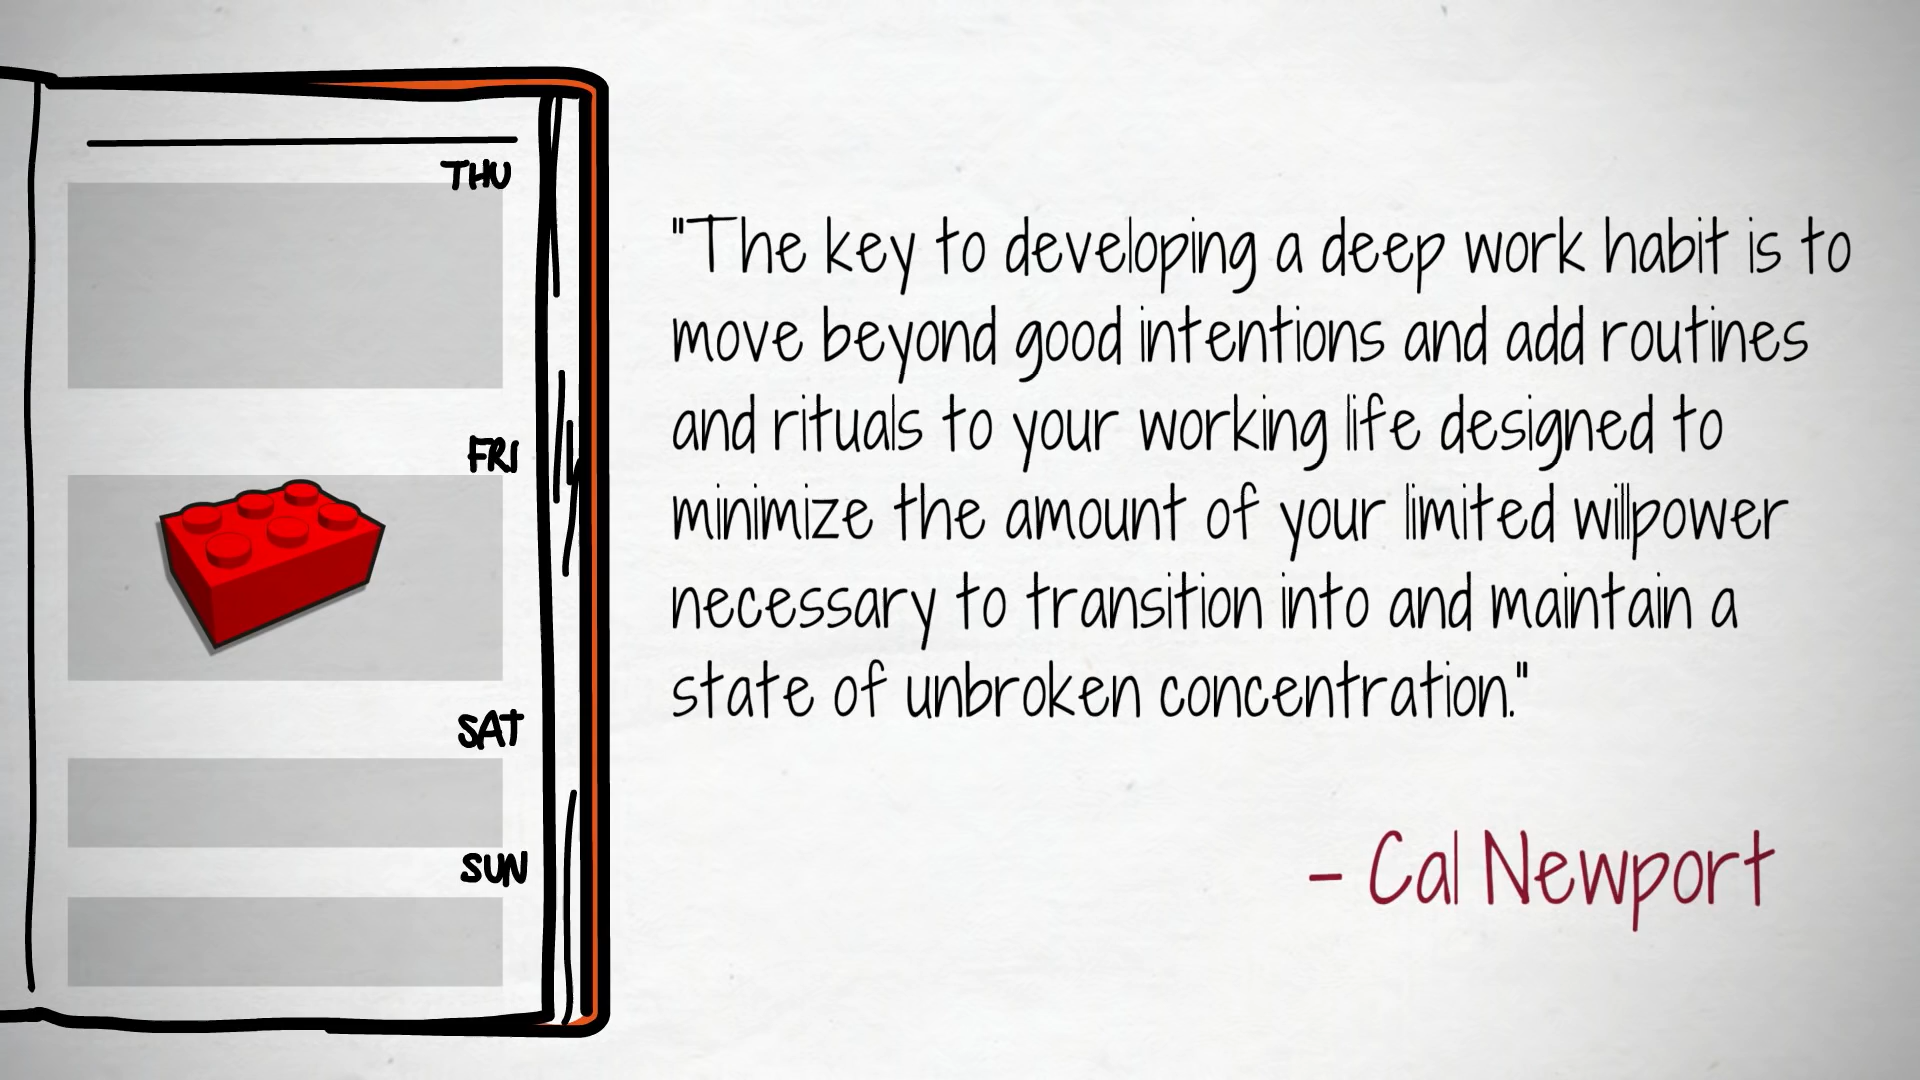 THU
FRI
SAT
SUN
"The key to developing a deep work habit is to
move beyond good intentions and add routines
and rituals to your working life designed to
minimize the amount of your limited willpower
necessary to transition into and maintain a
state of unbroken concentration."
- Cal Newport